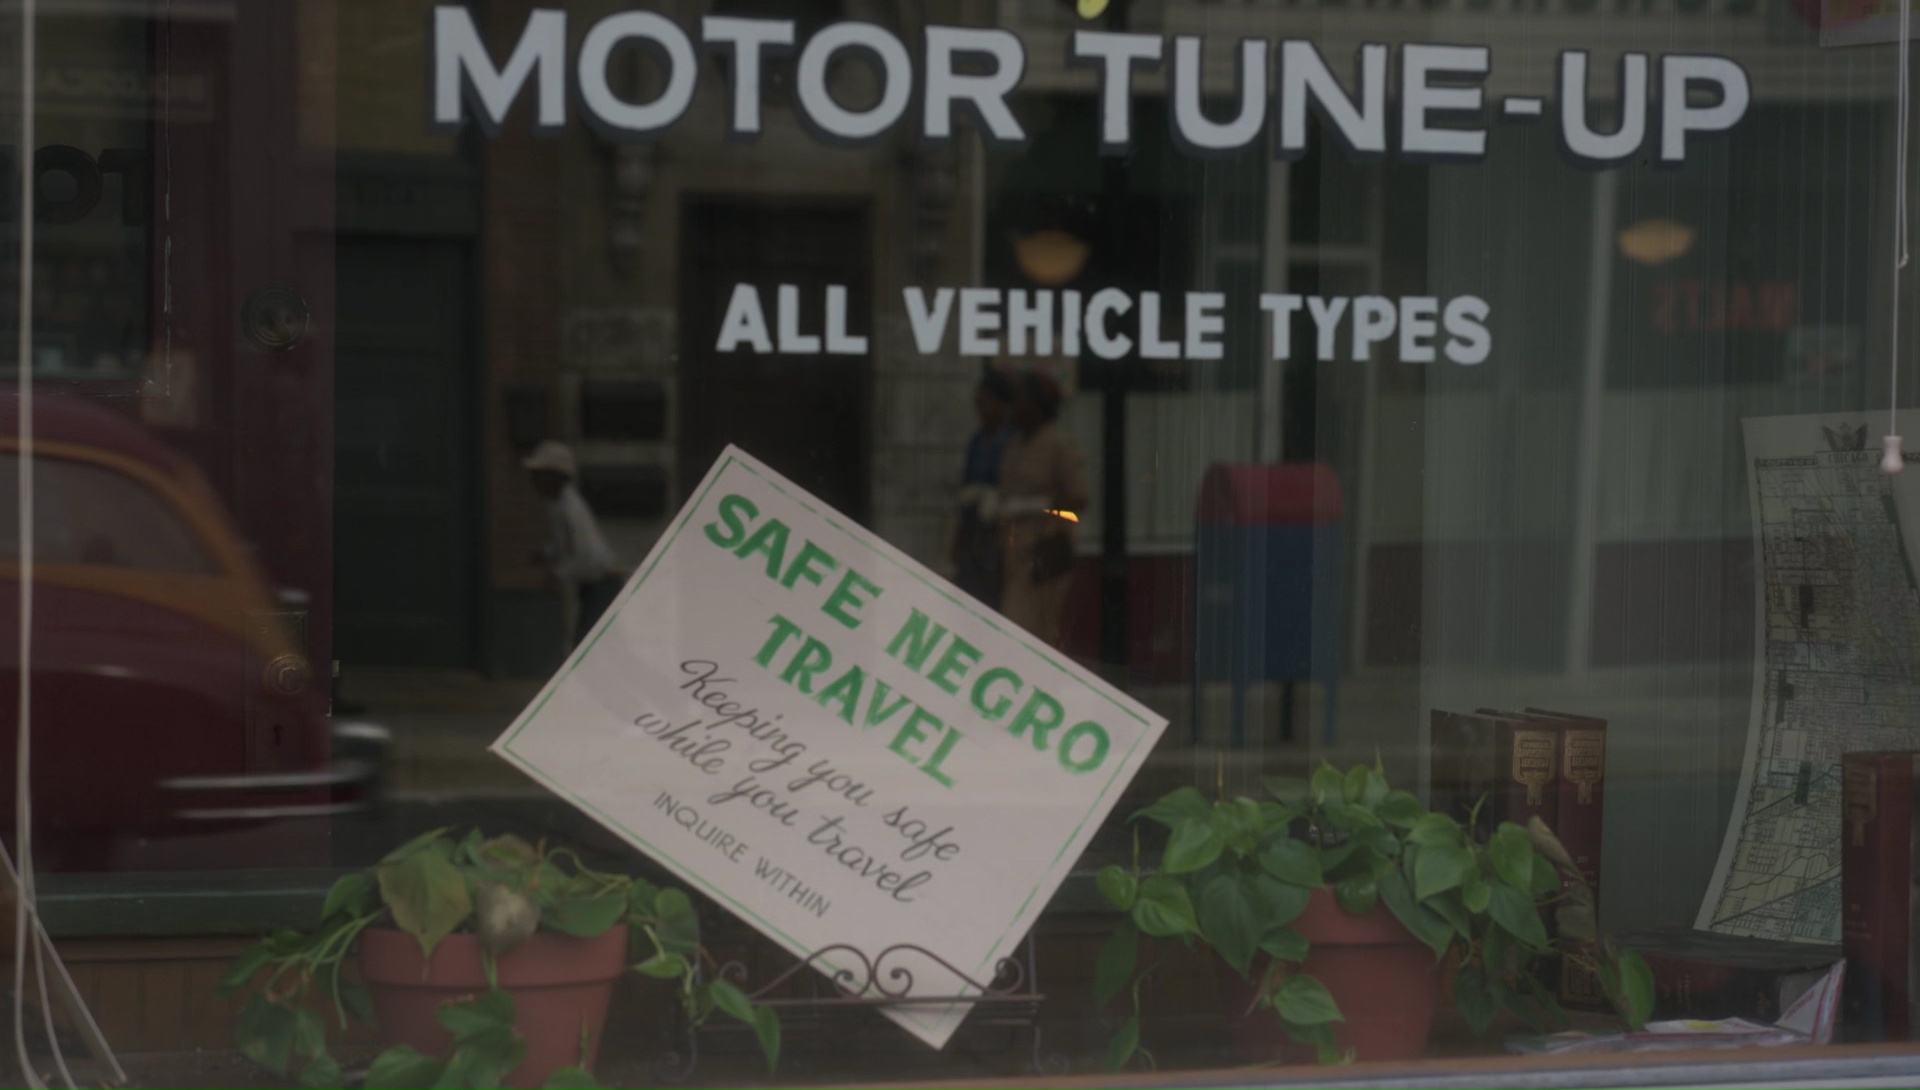 MOTOR TUNE-UP
ALL VEHICLE TYPES
SAFE NEGRO
TRAVEL
Keeping you safe
while you travel
INQUIRE WITHIN